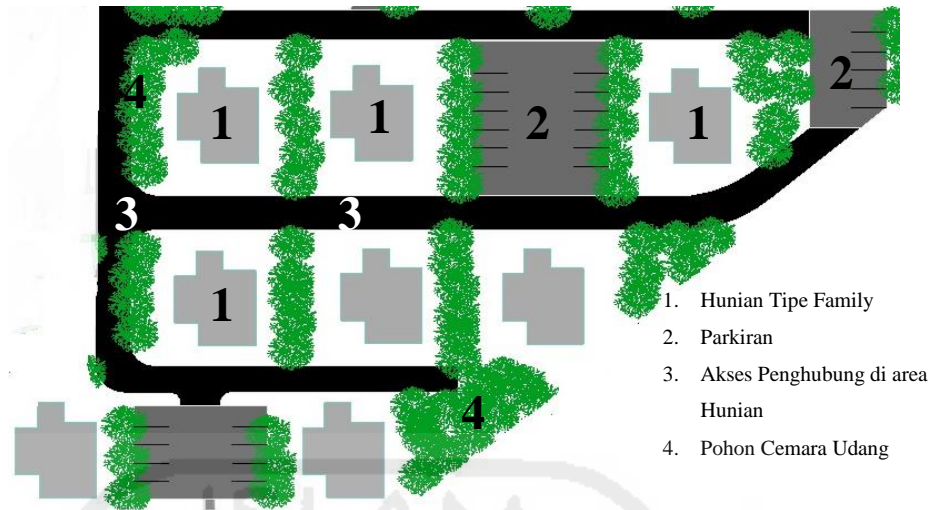 4
1
1
2
1
2
3
3
1
4
1. Hunian Tipe Family
2. Parkiran
3. Akses Penghubung di area
Hunian
4. Pohon Cemara Udang